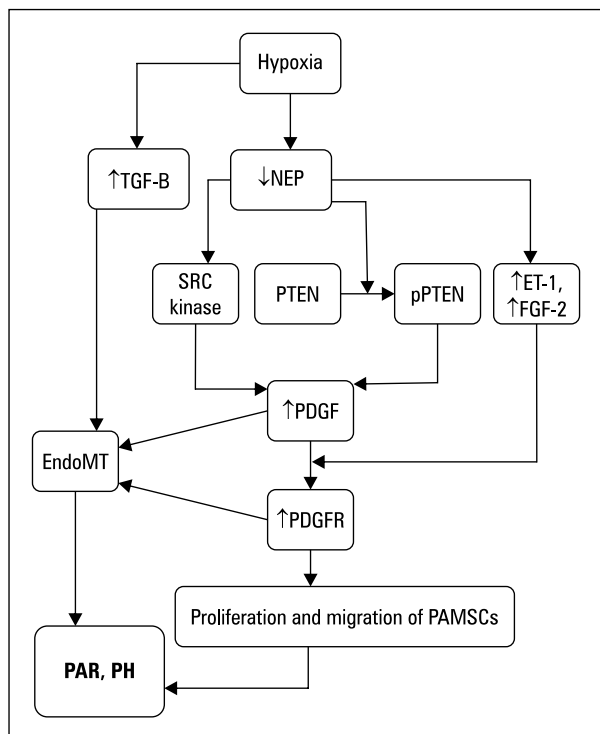 Hypoxia
↑TGF-B
↓NEP
SRC
kinase
PTEN
pPTEN
↑ET-1,
↑FGF-2
↑PDGF
EndoMT
↑PDGFR
Proliferation and migration of PAMSCs
PAR, PH